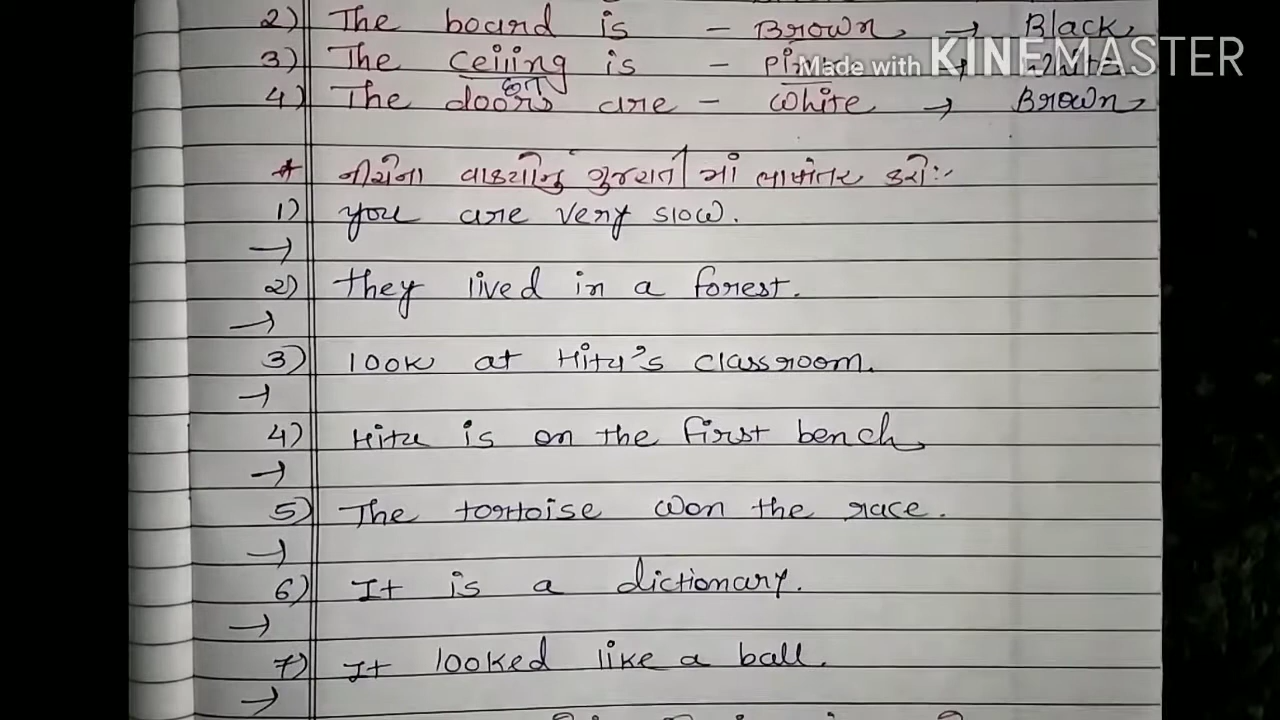 2) The board is - Brown, → Black,
3) The ceiling is - Pink → White
છત
4) The doors are - White → Brown,
Made with KINEMASTER
* નીચેના વાકયોનું ગુજરાતી માં ભાષાંતર કરો:-
1) you are very slow.
→
2) They lived in a forest.
→
3) look at Hitu's classroom.
→
4) Hitu is on the first bench,
→
5) The tortoise won the race.
→
6) It is a dictionary.
→
7) It looked like a ball.
→